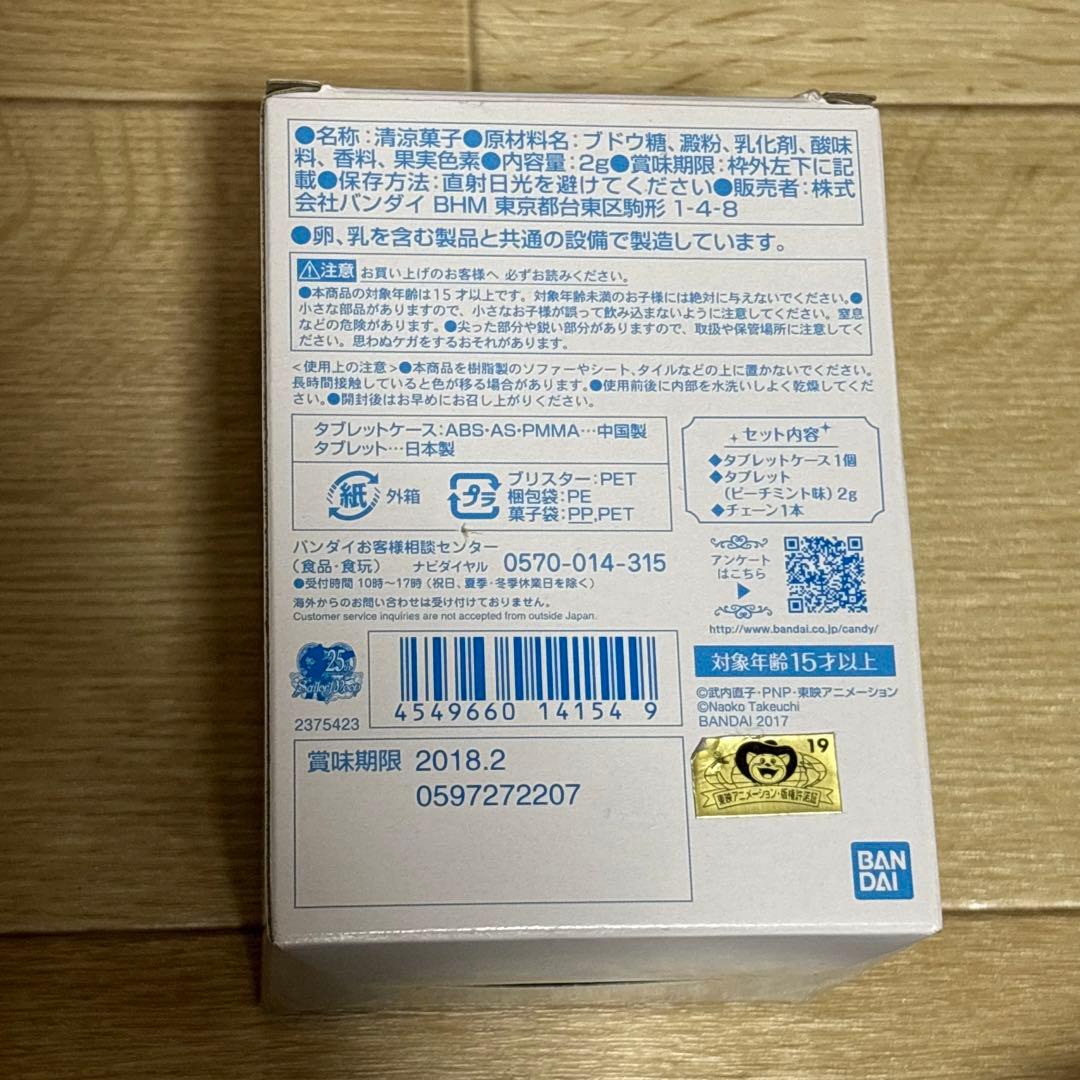 ●名称：清涼菓子●原材料名：ブドウ糖、澱粉、乳化剤、酸味
料、香料、果実色素●内容量：2g●賞味期限：枠外左下に記
載●保存方法：直射日光を避けてください●販売者：株式
会社バンダイ BHM 東京都台東区駒形 1-4-8
●卵、乳を含む製品と共通の設備で製造しています。
注意 お買い上げのお客様へ 必ずお読みください。
●本商品の対象年齢は15才以上です。対象年齢未満のお子様には絶対に与えないでください。●
小さな部品がありますので、小さなお子様が誤って飲み込まないように注意してください。窒息
などの危険があります。●尖った部分や鋭い部分がありますので、取扱や保管場所に注意してく
ださい。思わぬケガをするおそれがあります。
＜使用上の注意＞●本商品を樹脂製のソファーやシート、タイルなどの上に置かないでください。
長時間接触していると色が移る場合があります。●使用前後に内部を水洗いしよく乾燥してくだ
さい。●開封後はお早めにお召し上がりください。
タブレットケース：ABS・AS・PMMA…中国製
タブレット…日本製
紙 外箱
プラ
ブリスター：PET
梱包袋：PE
菓子袋：PP,PET
セット内容
◆タブレットケース1個
◆タブレット
(ピーチミント味) 2g
◆チェーン1本
バンダイお客様相談センター
(食品・食玩) ナビダイヤル 0570-014-315
●受付時間 10時～17時 (祝日、夏季・冬季休業日を除く)
海外からのお問い合わせは受け付けておりません。
Customer service inquiries are not accepted from outside Japan.
アンケート
はこちら
▶
http://www.bandai.co.jp/candy/
25th
Sailor Moon
2375423
4549660 141549
対象年齢15才以上
©武内直子・PNP・東映アニメーション
©Naoko Takeuchi
BANDAI 2017
賞味期限 2018.2
0597272207
19
東映アニメーション・版権許諾証
BAN
DAI